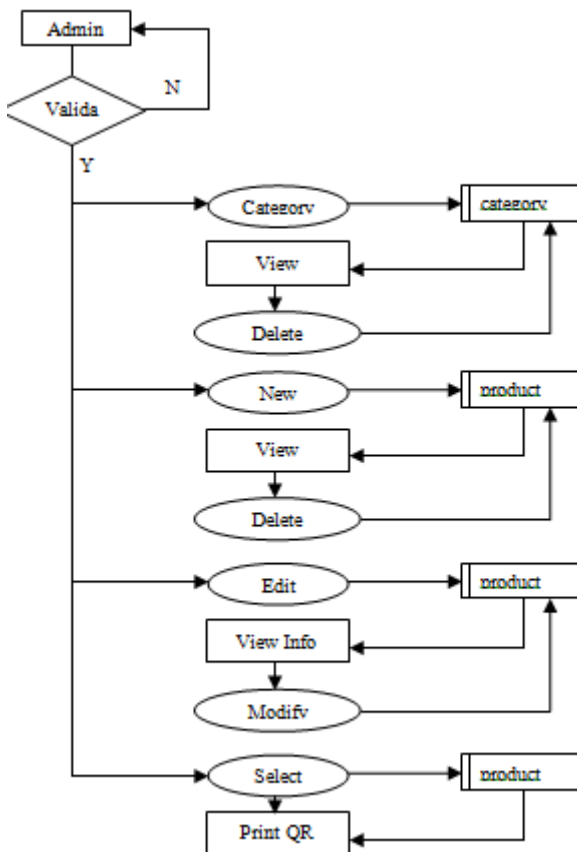 Admin
N
Valida
Y
Category
category
View
Delete
New
product
View
Delete
Edit
product
View Info
Modify
Select
product
Print QR